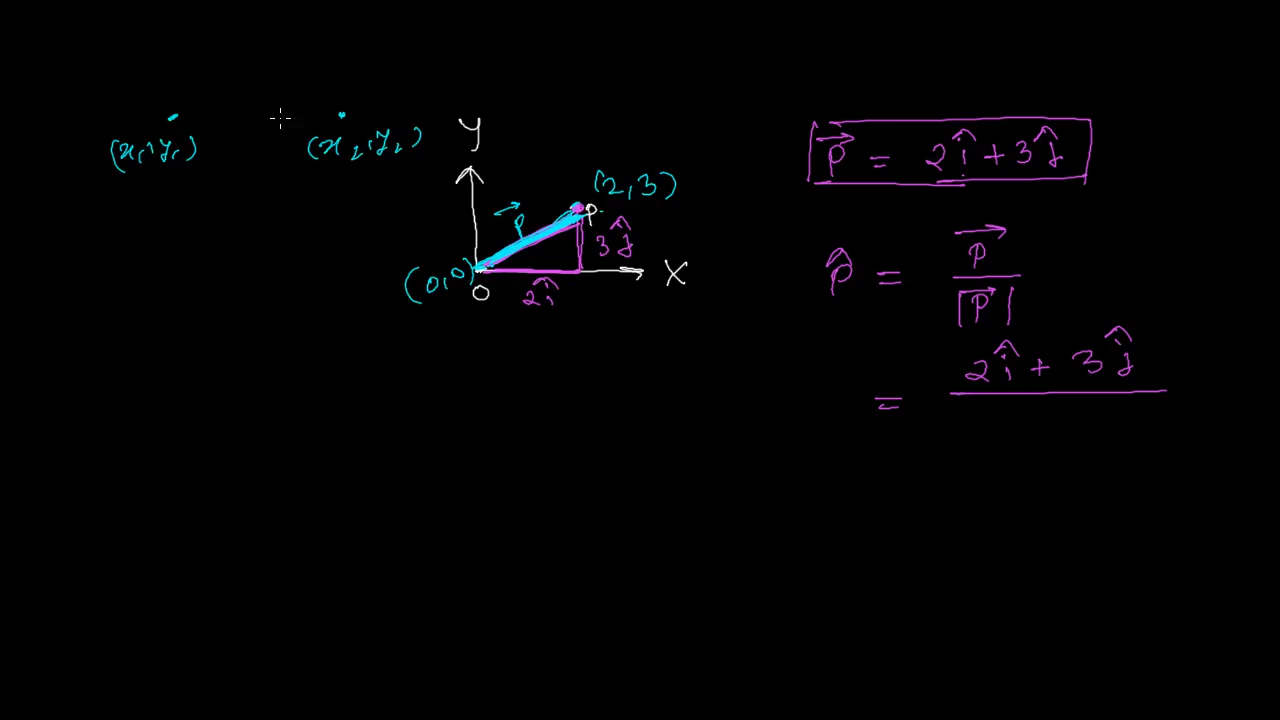 (x₁, y₁)
(x₂, y₂)
Y
(2, 3)
P
P⃗
3ĵ
(0,0)
O
2î
X
P⃗ = 2î + 3ĵ
P̂ = P⃗ / |P⃗|
= 2î + 3ĵ